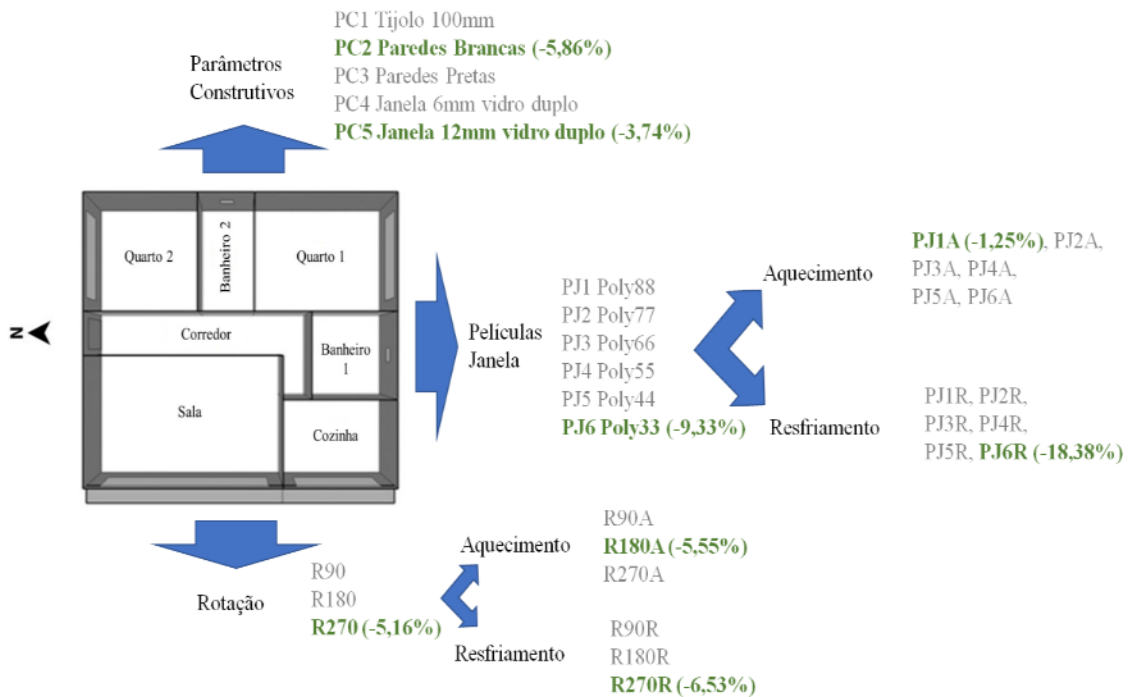 PC1 Tijolo 100mm
PC2 Paredes Brancas (-5,86%)
PC3 Paredes Pretas
PC4 Janela 6mm vidro duplo
PC5 Janela 12mm vidro duplo (-3,74%)
Parâmetros
Construtivos
Quarto 2
Banheiro 2
Quarto 1
Corredor
Banheiro
1
Sala
Cozinha
N
Películas
Janela
PJ1 Poly88
PJ2 Poly77
PJ3 Poly66
PJ4 Poly55
PJ5 Poly44
PJ6 Poly33 (-9,33%)
Aquecimento
PJ1A (-1,25%), PJ2A,
PJ3A, PJ4A,
PJ5A, PJ6A
Resfriamento
PJ1R, PJ2R,
PJ3R, PJ4R,
PJ5R, PJ6R (-18,38%)
Rotação
R90
R180
R270 (-5,16%)
Aquecimento
R90A
R180A (-5,55%)
R270A
Resfriamento
R90R
R180R
R270R (-6,53%)